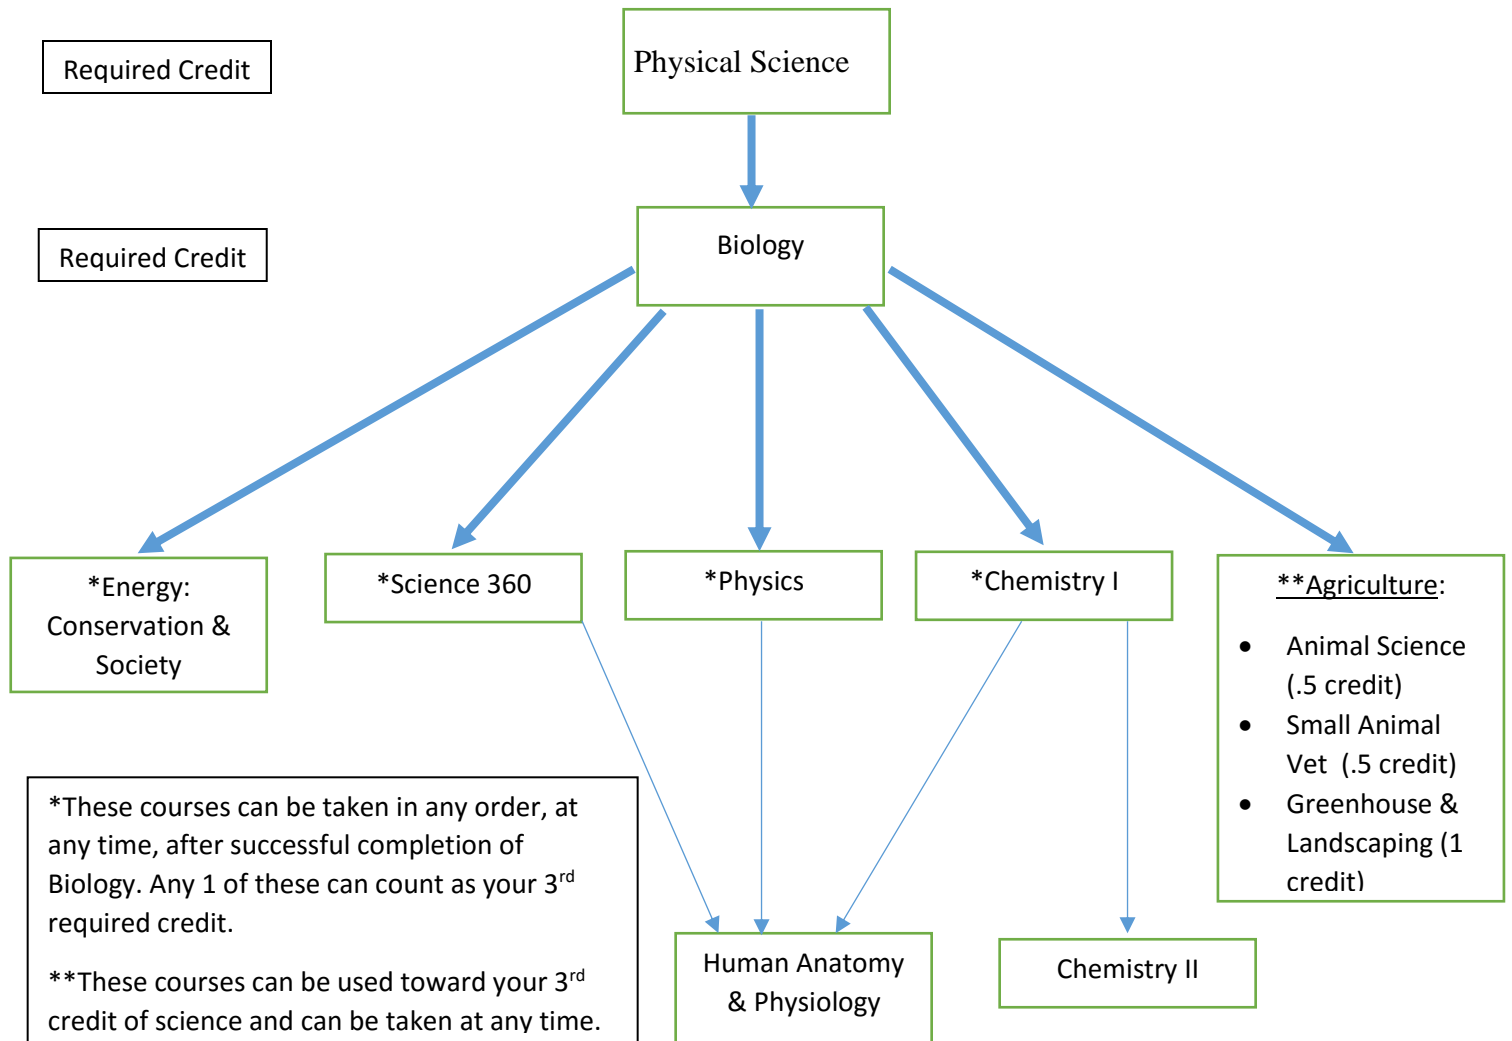 Required Credit
Physical Science
Required Credit
Biology
*Energy:
Conservation &
Society
*Science 360
*Physics
*Chemistry I
**Agriculture:
• Animal Science
(.5 credit)
• Small Animal
Vet  (.5 credit)
• Greenhouse &
Landscaping (1
credit)
*These courses can be taken in any order, at
any time, after successful completion of
Biology. Any 1 of these can count as your 3rd
required credit.
**These courses can be used toward your 3rd
credit of science and can be taken at any time.
Human Anatomy
& Physiology
Chemistry II